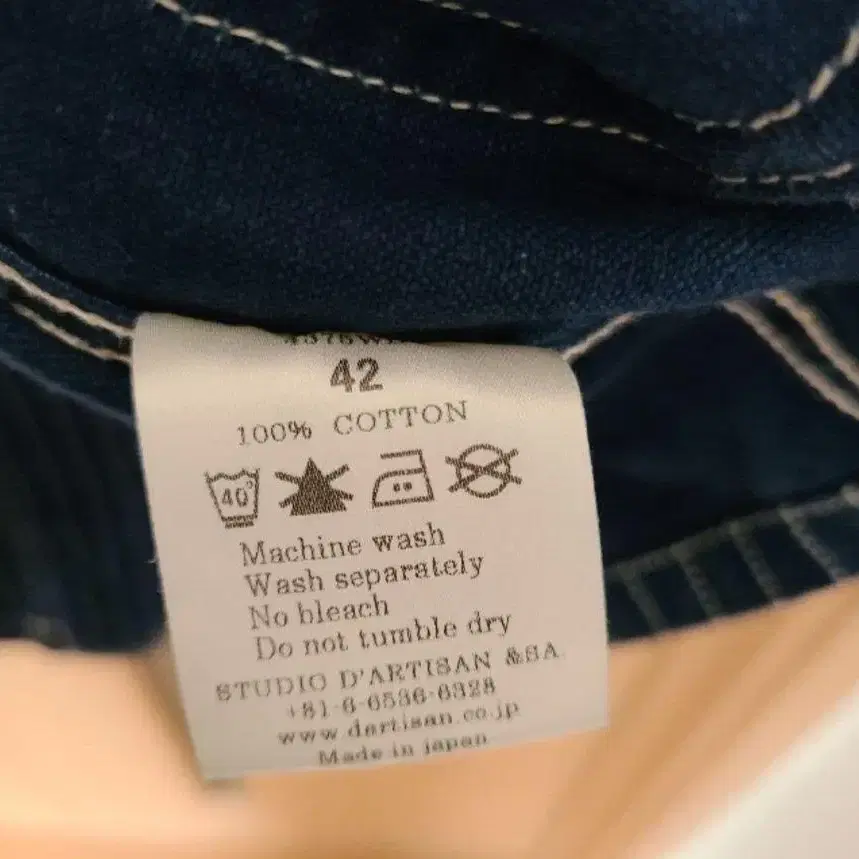 42
100% COTTON
40°
Machine wash
Wash separately
No bleach
Do not tumble dry
STUDIO D'ARTISAN &SA.
+81-6-6536-6328
www.dartisan.co.jp
Made in japan